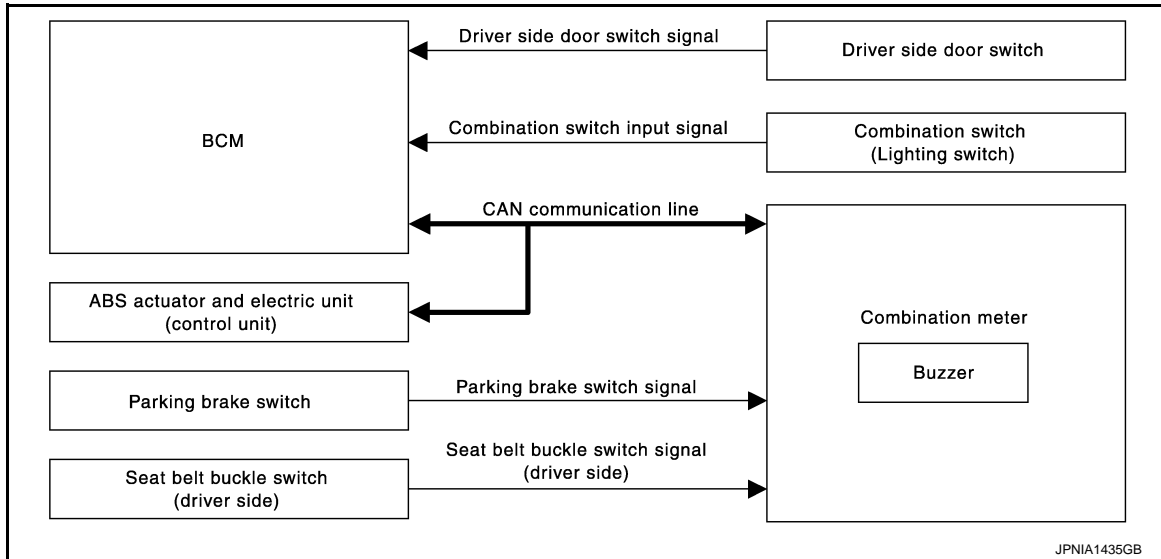 Driver side door switch signal
Driver side door switch
BCM
Combination switch input signal
Combination switch
(Lighting switch)
CAN communication line
ABS actuator and electric unit
(control unit)
Combination meter
Buzzer
Parking brake switch
Parking brake switch signal
Seat belt buckle switch
(driver side)
Seat belt buckle switch signal
(driver side)
JPNIA1435GB